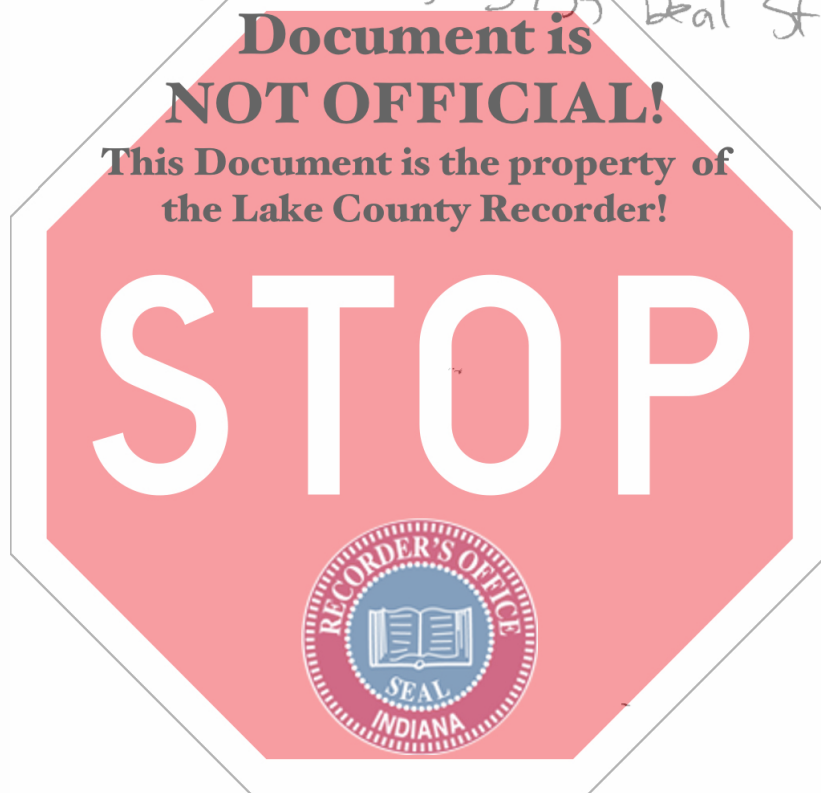 Document is
NOT OFFICIAL!
This Document is the property of
the Lake County Recorder!
STOP
RECORDER'S OFFICE
SEAL
INDIANA